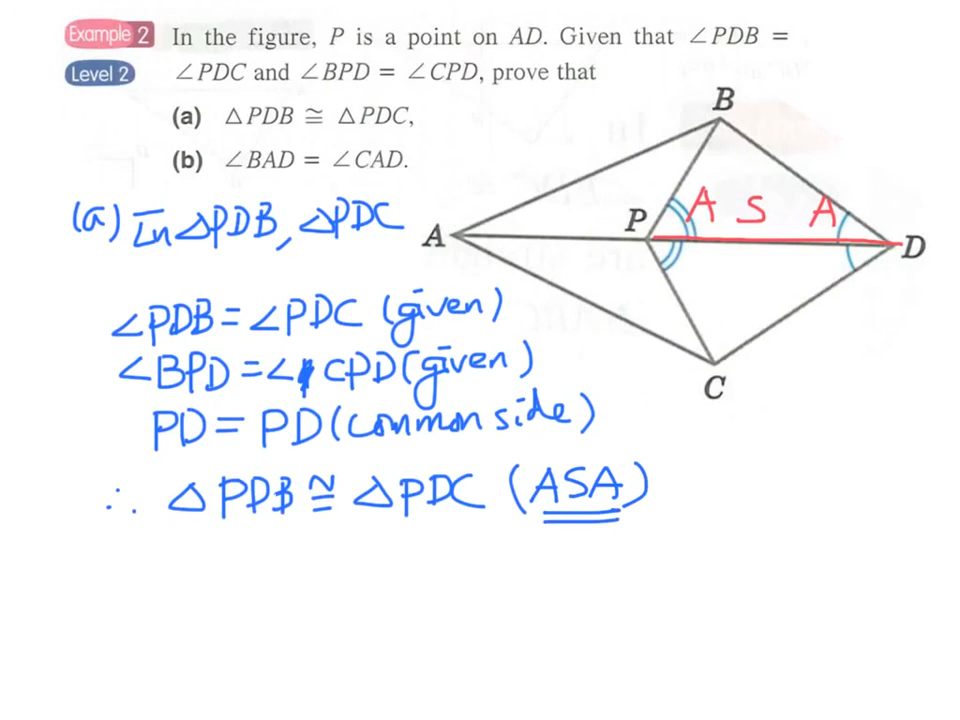 Example 2 In the figure, P is a point on AD. Given that ∠PDB =
Level 2 ∠PDC and ∠BPD = ∠CPD, prove that
(a) △PDB ≅ △PDC,
(b) ∠BAD = ∠CAD.
B
(a) In △PDB, △PDC
A
P
A S A
D
∠PDB = ∠PDC (given)
∠BPD = ∠CPD (given)
C
PD = PD (common side)
∴ △PDB ≅ △PDC (ASA)